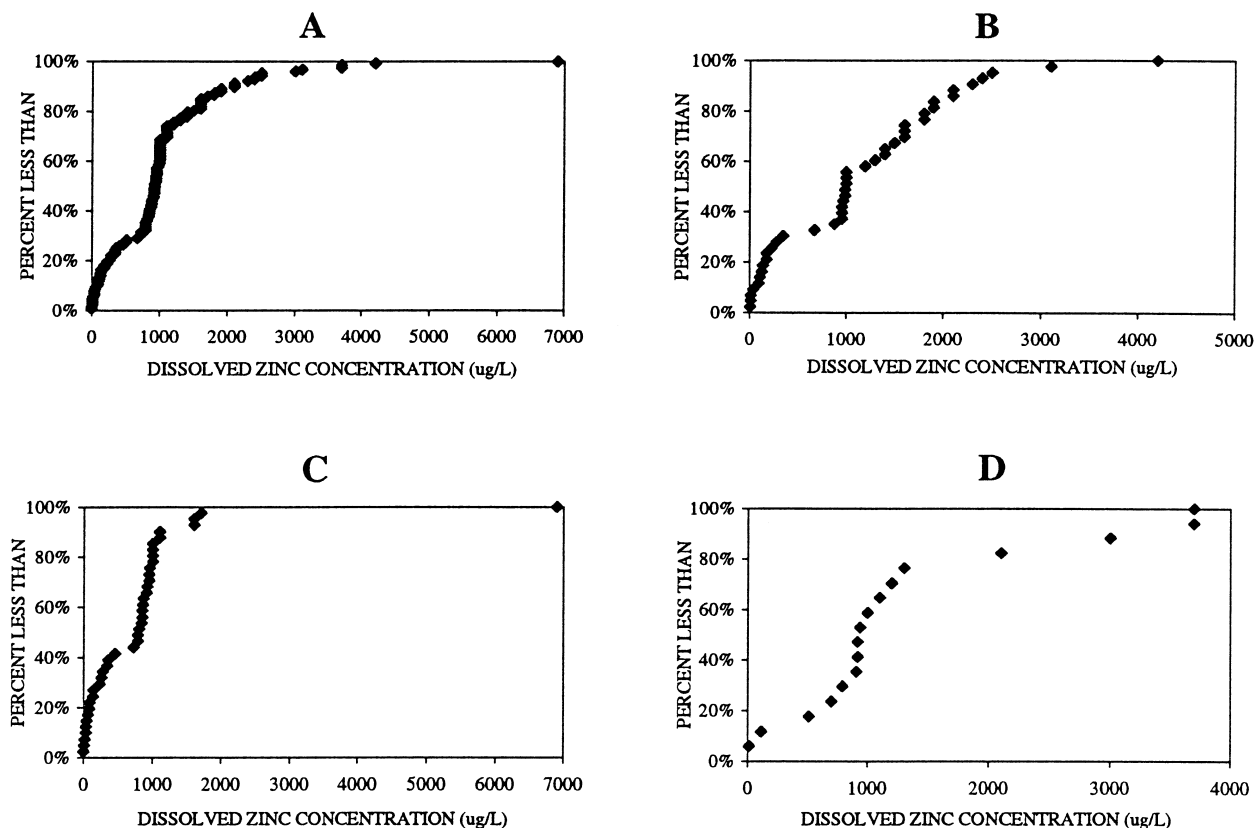 A
PERCENT LESS THAN
100%
80%
60%
40%
20%
0%
0 1000 2000 3000 4000 5000 6000 7000
DISSOLVED ZINC CONCENTRATION (ug/L)
B
PERCENT LESS THAN
100%
80%
60%
40%
20%
0%
0 1000 2000 3000 4000 5000
DISSOLVED ZINC CONCENTRATION (ug/L)
C
PERCENT LESS THAN
100%
80%
60%
40%
20%
0%
0 1000 2000 3000 4000 5000 6000 7000
DISSOLVED ZINC CONCENTRATION (ug/L)
D
PERCENT LESS THAN
100%
80%
60%
40%
20%
0%
0 1000 2000 3000 4000
DISSOLVED ZINC CONCENTRATION (ug/L)